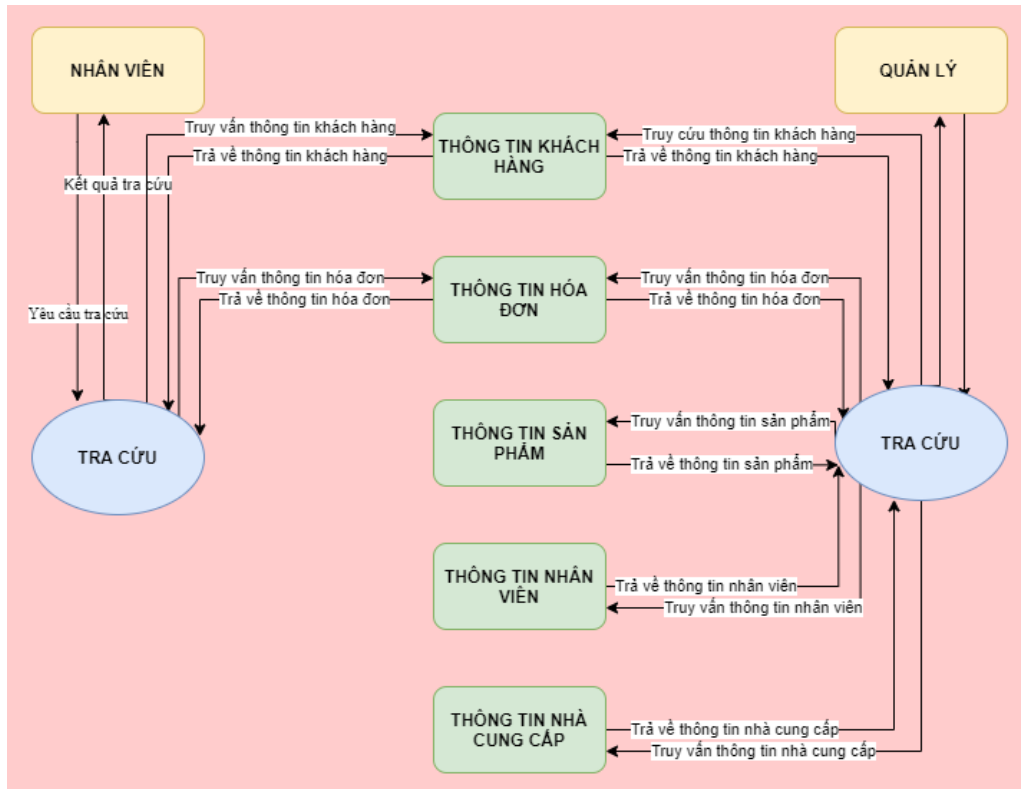 NHÂN VIÊN
QUẢN LÝ
Truy vấn thông tin khách hàng
Trả về thông tin khách hàng
THÔNG TIN KHÁCH
HÀNG
Truy cứu thông tin khách hàng
Trả về thông tin khách hàng
Kết quả tra cứu
Truy vấn thông tin hóa đơn
Trả về thông tin hóa đơn
THÔNG TIN HÓA
ĐƠN
Truy vấn thông tin hóa đơn
Trả về thông tin hóa đơn
Yêu cầu tra cứu
TRA CỨU
THÔNG TIN SẢN
PHẨM
Truy vấn thông tin sản phẩm
Trả về thông tin sản phẩm
TRA CỨU
THÔNG TIN NHÂN
VIÊN
Trả về thông tin nhân viên
Truy vấn thông tin nhân viên
THÔNG TIN NHÀ
CUNG CẤP
Trả về thông tin nhà cung cấp
Truy vấn thông tin nhà cung cấp